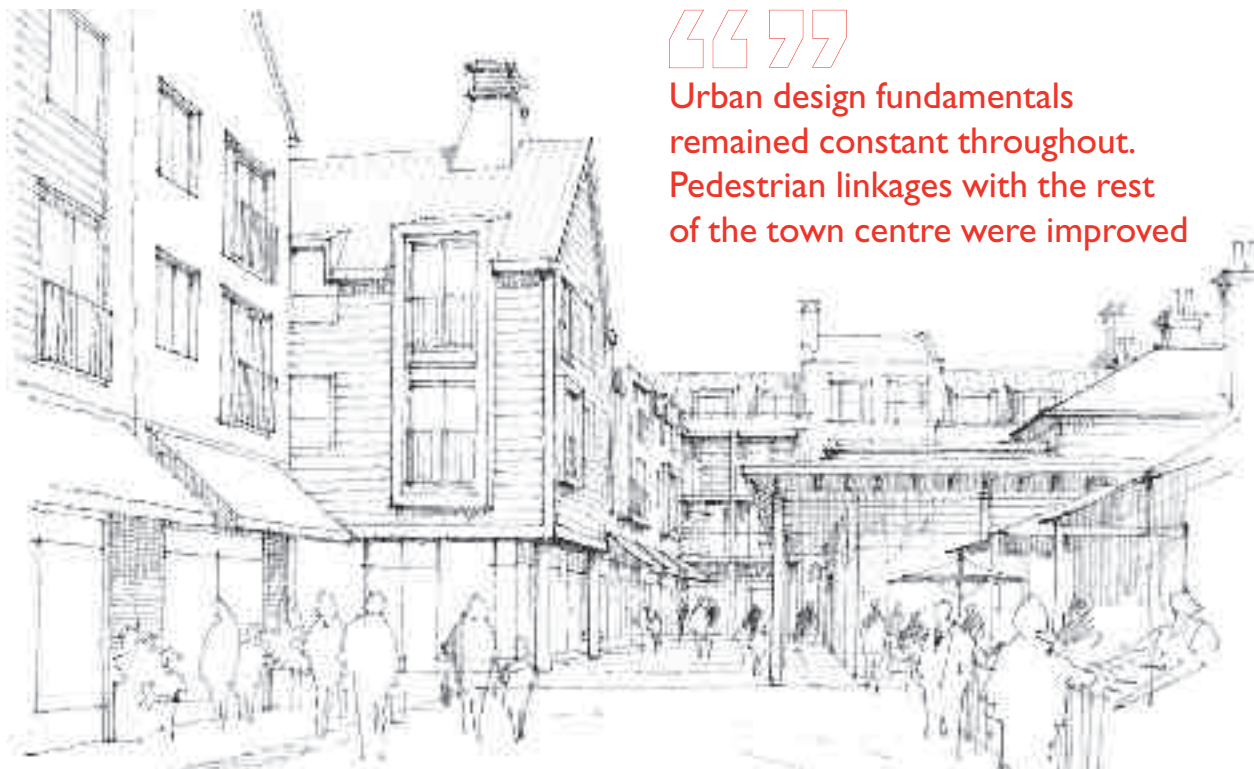 Urban design fundamentals
remained constant throughout.
Pedestrian linkages with the rest
of the town centre were improved